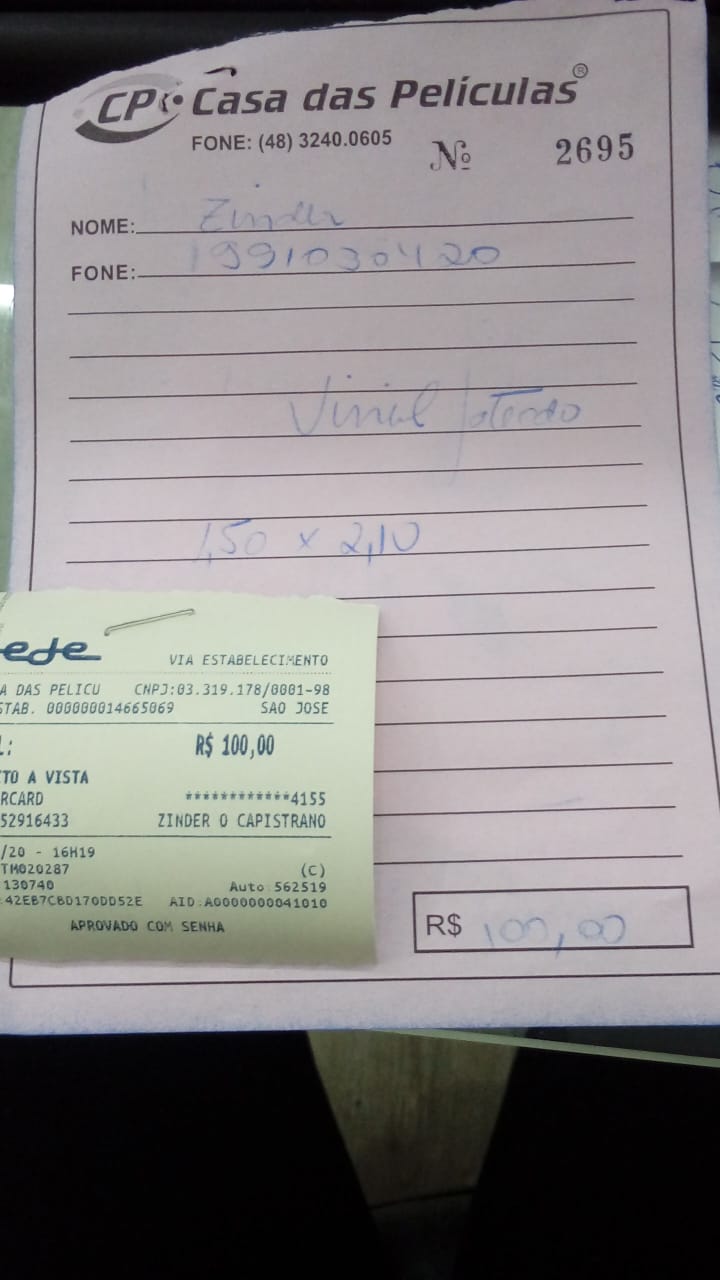 CP Casa das Películas®
FONE: (48) 3240.0605
Nº 2695
NOME: Zinder
FONE: 1991030420
Vinil Jateado
1,50 x 2,10
ede VIA ESTABELECIMENTO
A DAS PELICU CNPJ:03.319.178/0001-98
STAB. 000000014665069 SAO JOSE
L: R$ 100,00
TO A VISTA
RCARD ************4155
52916433 ZINDER O CAPISTRANO
/20 - 16H19
TM020287 (C)
130740 Auto:562519
:42EB7CBD170DD52E AID:A0000000041010
APROVADO COM SENHA
R$ 100,00